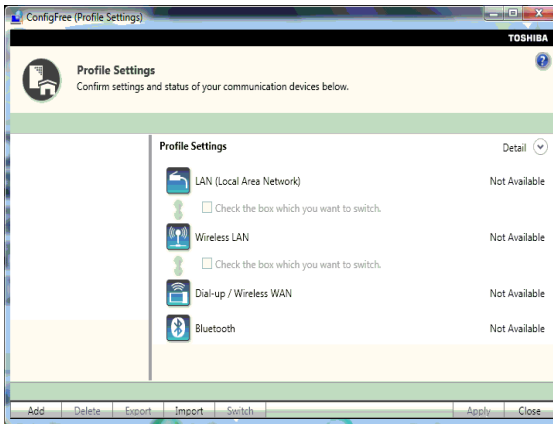 ConfigFree (Profile Settings)
TOSHIBA
Profile Settings
Confirm settings and status of your communication devices below.
Profile Settings
Detail
LAN (Local Area Network)
Not Available
Check the box which you want to switch.
Wireless LAN
Not Available
Check the box which you want to switch.
Dial-up / Wireless WAN
Not Available
Bluetooth
Not Available
Add Delete Export Import Switch Apply Close